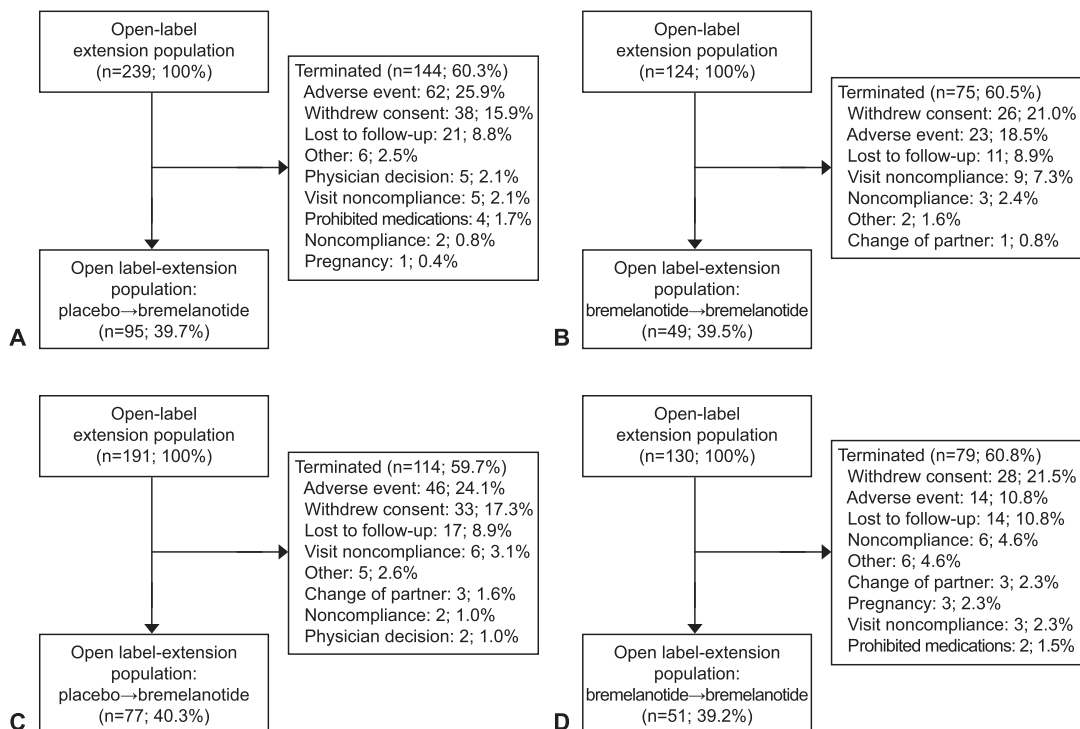 Open-label
extension population
(n=239; 100%)
Terminated (n=144; 60.3%)
Adverse event: 62; 25.9%
Withdrew consent: 38; 15.9%
Lost to follow-up: 21; 8.8%
Other: 6; 2.5%
Physician decision: 5; 2.1%
Visit noncompliance: 5; 2.1%
Prohibited medications: 4; 1.7%
Noncompliance: 2; 0.8%
Pregnancy: 1; 0.4%
Open label-extension
population:
placebo→bremelanotide
(n=95; 39.7%)
A
Open-label
extension population
(n=124; 100%)
Terminated (n=75; 60.5%)
Withdrew consent: 26; 21.0%
Adverse event: 23; 18.5%
Lost to follow-up: 11; 8.9%
Visit noncompliance: 9; 7.3%
Noncompliance: 3; 2.4%
Other: 2; 1.6%
Change of partner: 1; 0.8%
Open label-extension
population:
bremelanotide→bremelanotide
(n=49; 39.5%)
B
Open-label
extension population
(n=191; 100%)
Terminated (n=114; 59.7%)
Adverse event: 46; 24.1%
Withdrew consent: 33; 17.3%
Lost to follow-up: 17; 8.9%
Visit noncompliance: 6; 3.1%
Other: 5; 2.6%
Change of partner: 3; 1.6%
Noncompliance: 2; 1.0%
Physician decision: 2; 1.0%
Open label-extension
population:
placebo→bremelanotide
(n=77; 40.3%)
C
Open-label
extension population
(n=130; 100%)
Terminated (n=79; 60.8%)
Withdrew consent: 28; 21.5%
Adverse event: 14; 10.8%
Lost to follow-up: 14; 10.8%
Noncompliance: 6; 4.6%
Other: 6; 4.6%
Change of partner: 3; 2.3%
Pregnancy: 3; 2.3%
Visit noncompliance: 3; 2.3%
Prohibited medications: 2; 1.5%
Open label-extension
population:
bremelanotide→bremelanotide
(n=51; 39.2%)
D